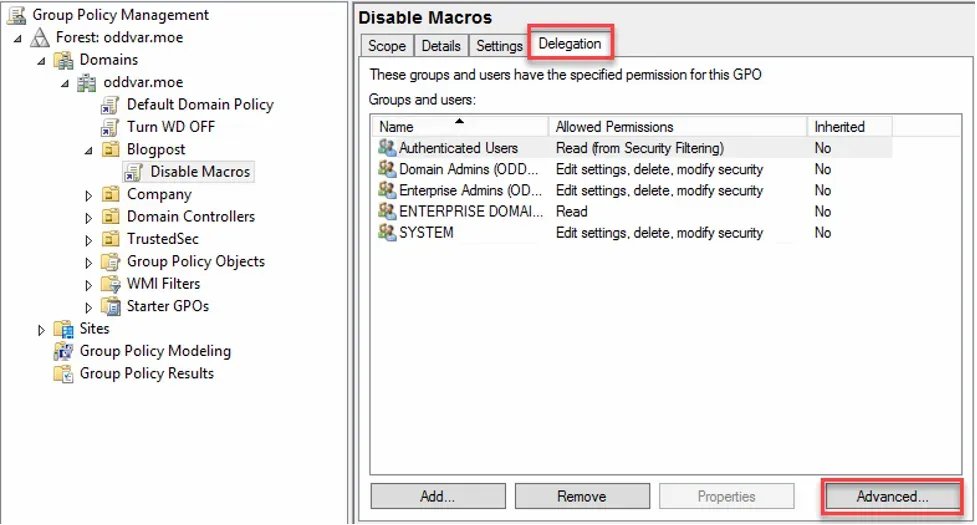 Group Policy Management
Forest: oddvar.moe
Domains
oddvar.moe
Default Domain Policy
Turn WD OFF
Blogpost
Disable Macros
Company
Domain Controllers
TrustedSec
Group Policy Objects
WMI Filters
Starter GPOs
Sites
Group Policy Modeling
Group Policy Results
Disable Macros
Scope Details Settings Delegation
These groups and users have the specified permission for this GPO
Groups and users:
Name Allowed Permissions Inherited
Authenticated Users Read (from Security Filtering) No
Domain Admins (ODD... Edit settings, delete, modify security No
Enterprise Admins (OD... Edit settings, delete, modify security No
ENTERPRISE DOMAI... Read No
SYSTEM Edit settings, delete, modify security No
Add... Remove Properties Advanced...